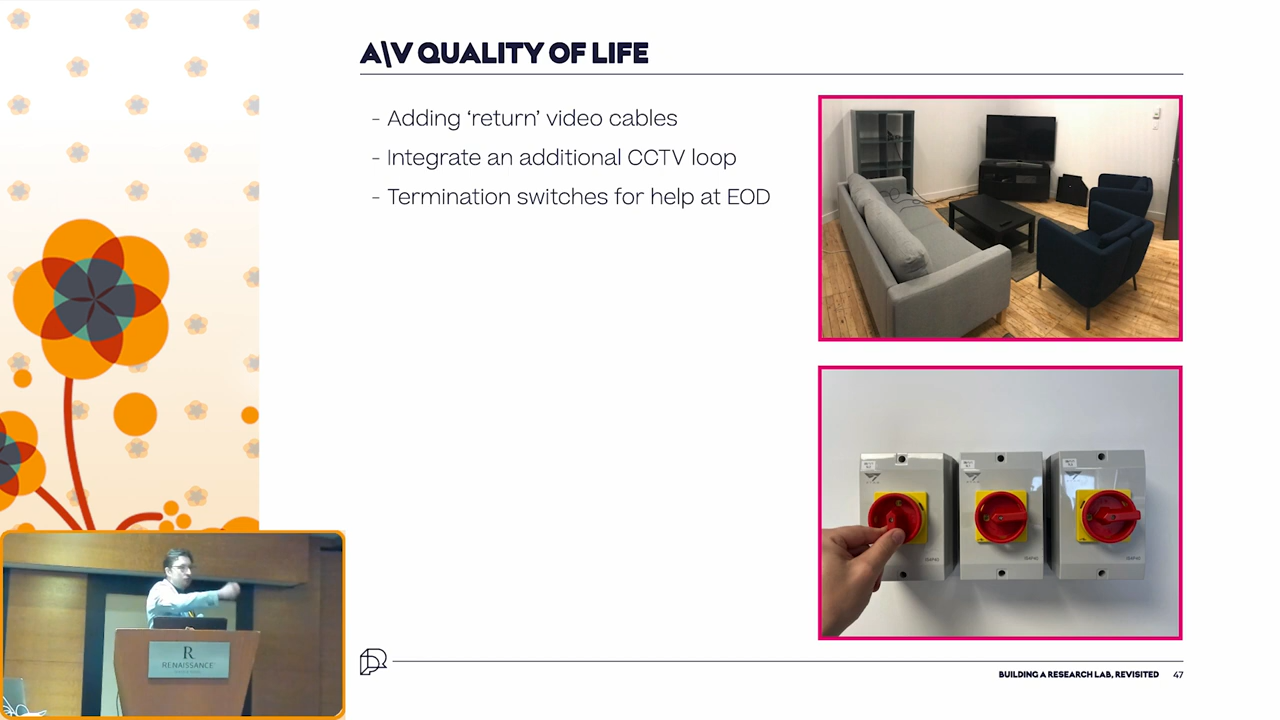 A\V QUALITY OF LIFE
- Adding ‘return’ video cables
- Integrate an additional CCTV loop
- Termination switches for help at EOD
R
RENAISSANCE
BUILDING A RESEARCH LAB, REVISITED 47